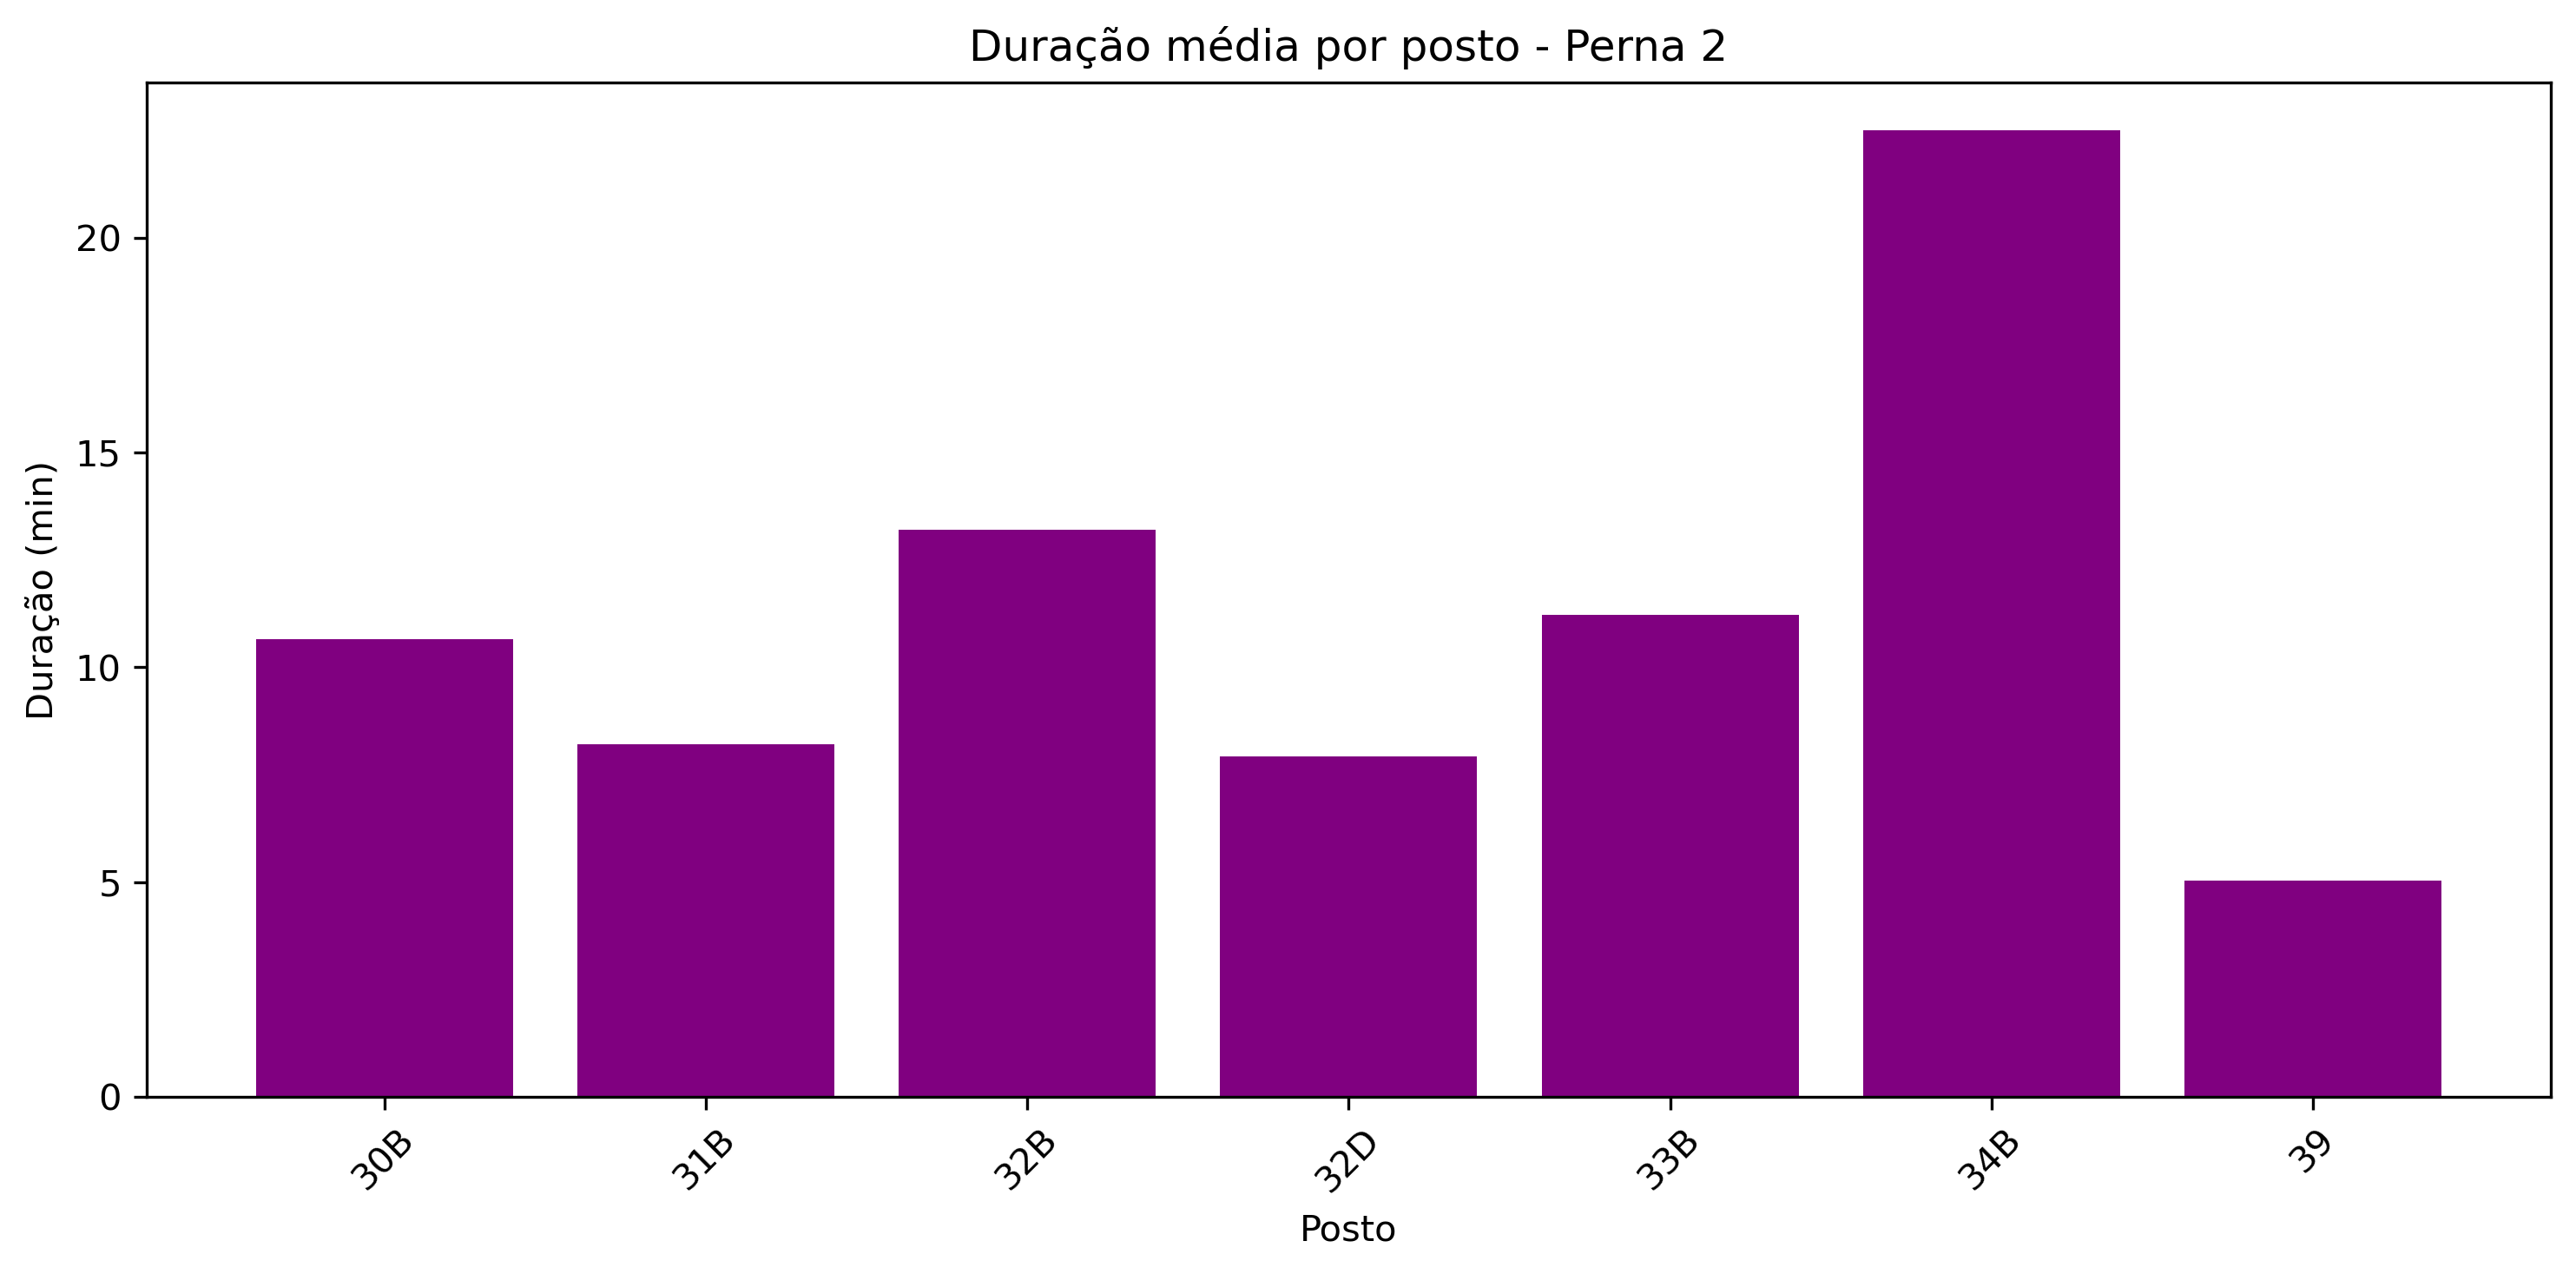 Duração média por posto - Perna 2
Duração (min)
20
15
10
5
0
30B
31B
32B
32D
33B
34B
39
Posto